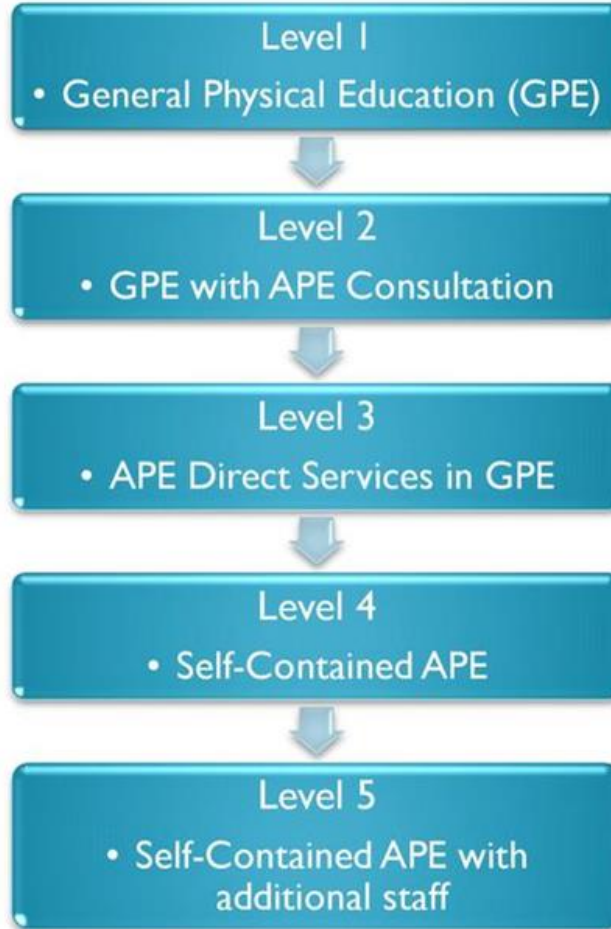 Level 1
• General Physical Education (GPE)
Level 2
• GPE with APE Consultation
Level 3
• APE Direct Services in GPE
Level 4
• Self-Contained APE
Level 5
• Self-Contained APE with
additional staff